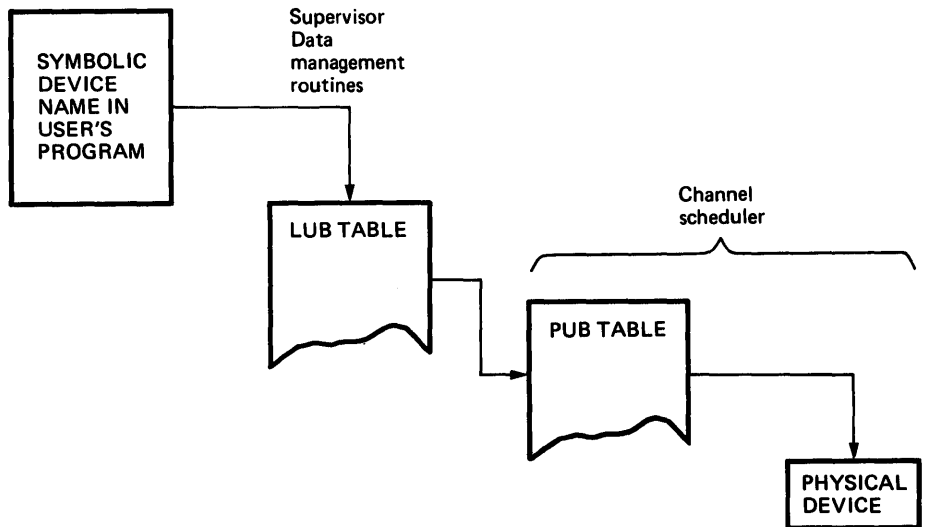 Supervisor
Data
management
routines
SYMBOLIC
DEVICE
NAME IN
USER'S
PROGRAM
Channel
scheduler
LUB TABLE
PUB TABLE
PHYSICAL
DEVICE